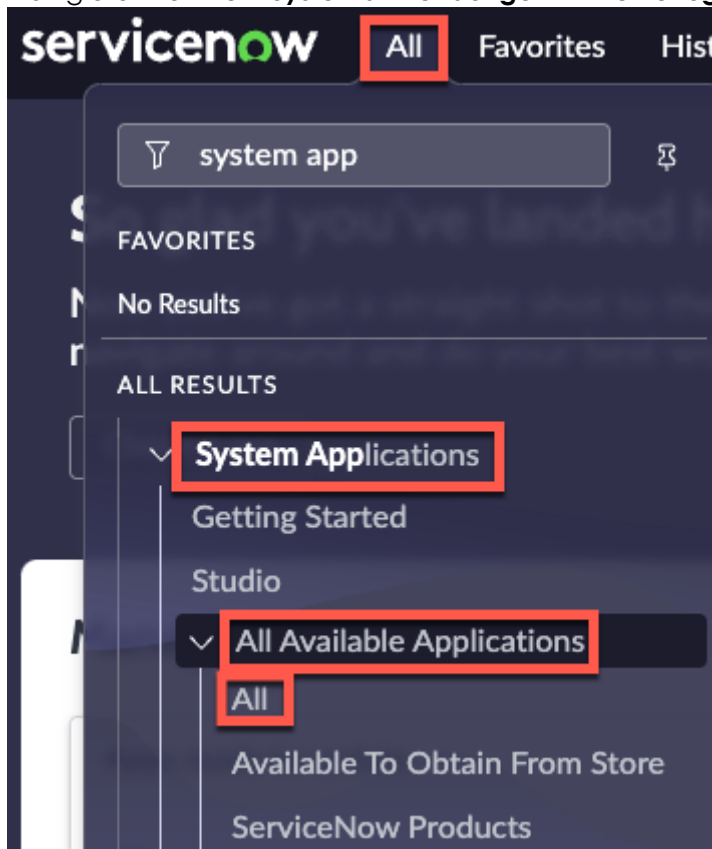 servicenow All Favorites Hist
system app
FAVORITES
No Results
ALL RESULTS
System Applications
Getting Started
Studio
All Available Applications
All
Available To Obtain From Store
ServiceNow Products